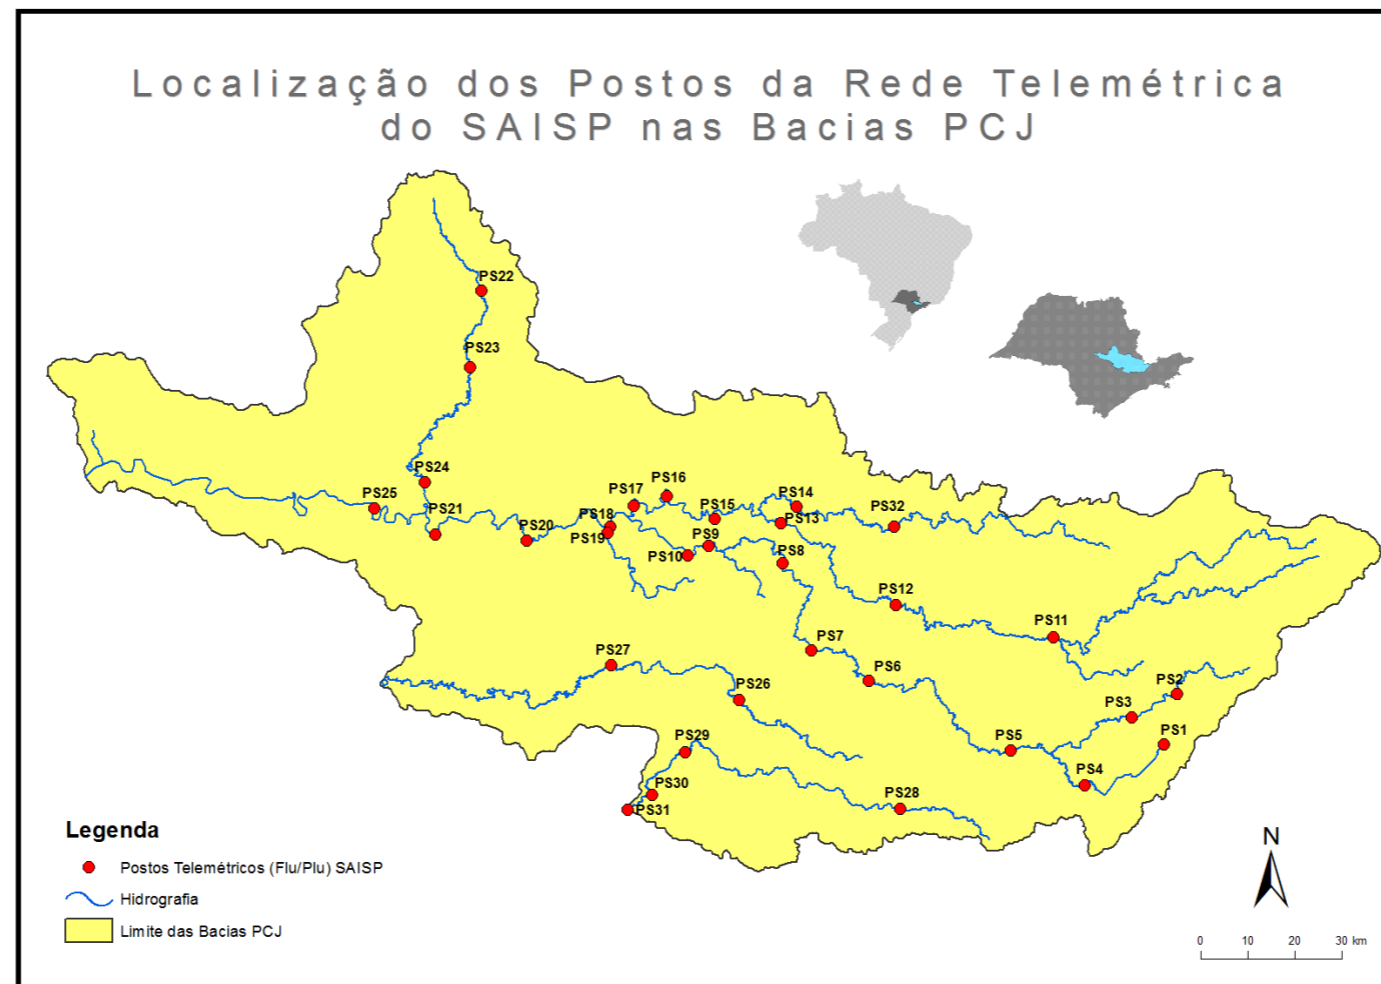 Localização dos Postos da Rede Telemétrica
do SAISP nas Bacias PCJ
PS22
PS23
PS24
PS25
PS21
PS20
PS17
PS16
PS18
PS19
PS15
PS14
PS13
PS32
PS9
PS10
PS8
PS12
PS11
PS7
PS6
PS27
PS26
PS2
PS3
PS1
PS5
PS4
PS29
PS30
PS31
PS28
Legenda
Postos Telemétricos (Flu/Plu) SAISP
Hidrografia
Limite das Bacias PCJ
N
0 10 20 30 km